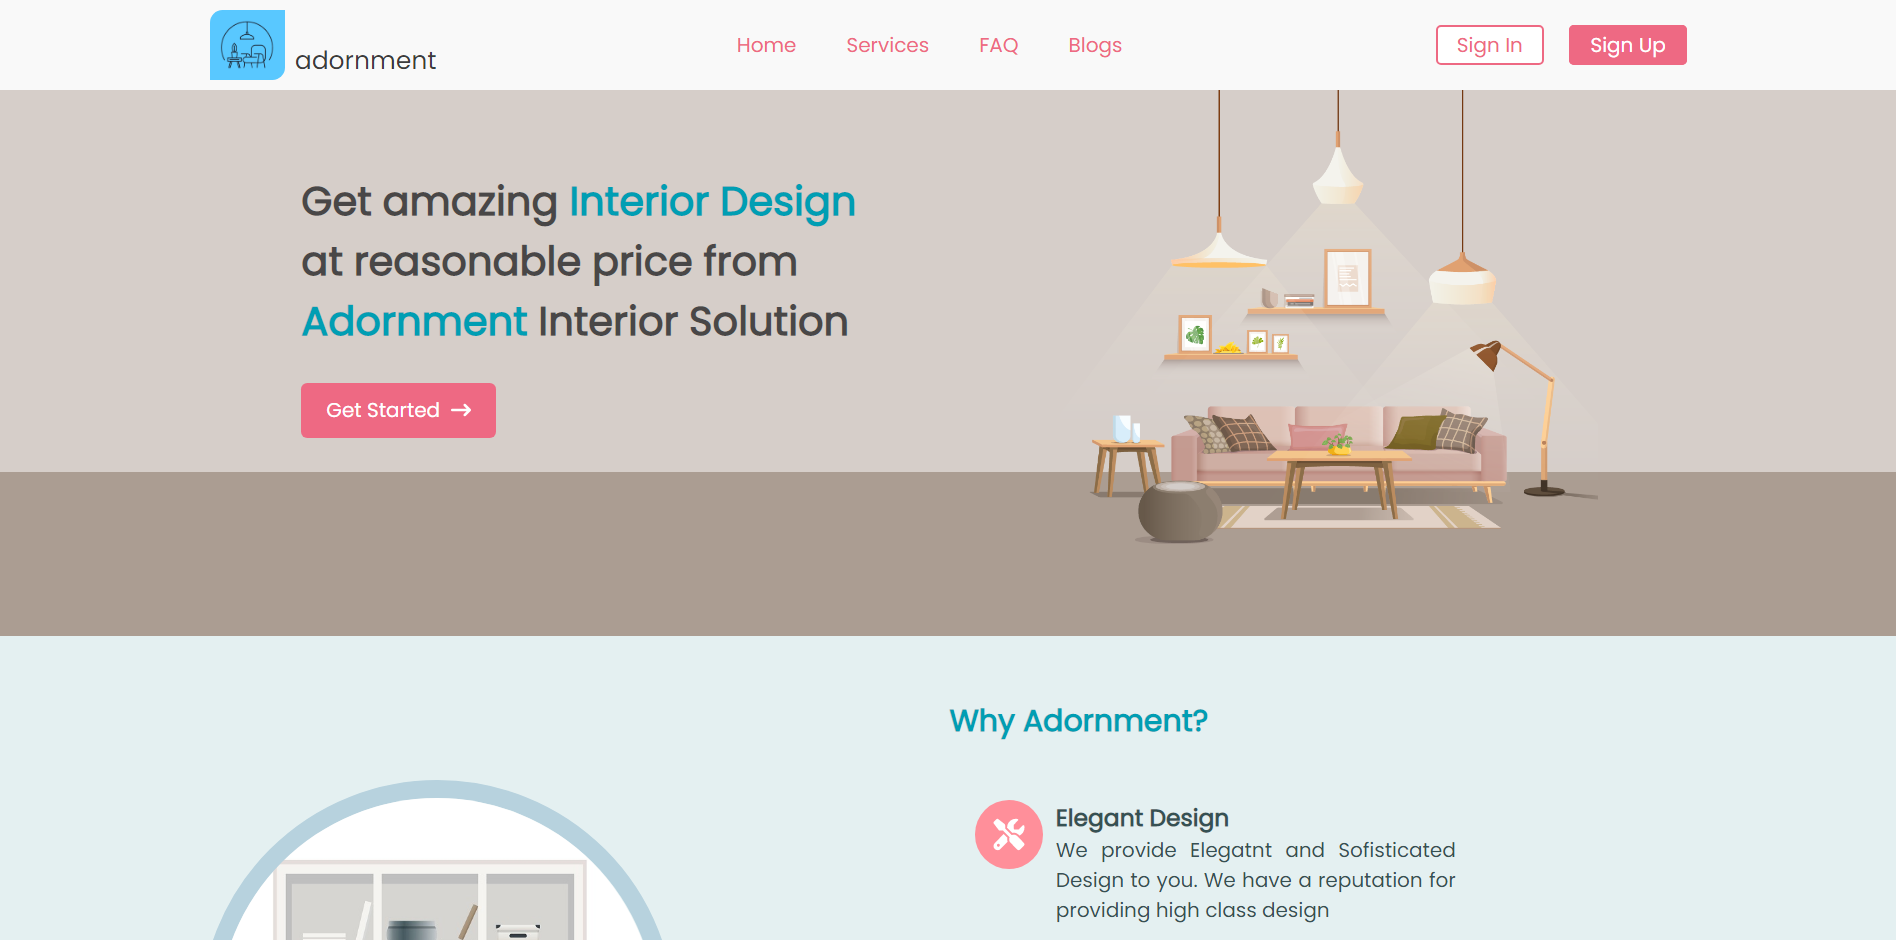 adornment
Home
Services
FAQ
Blogs
Sign In
Sign Up
Get amazing Interior Design
at reasonable price from
Adornment Interior Solution
Get Started
Why Adornment?
Elegant Design
We provide Elegatnt and Sofisticated
Design to you. We have a reputation for
providing high class design